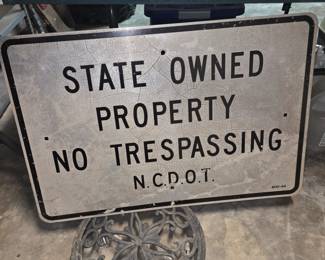 STATE OWNED
PROPERTY
NO TRESPASSING
N.C.D.O.T.